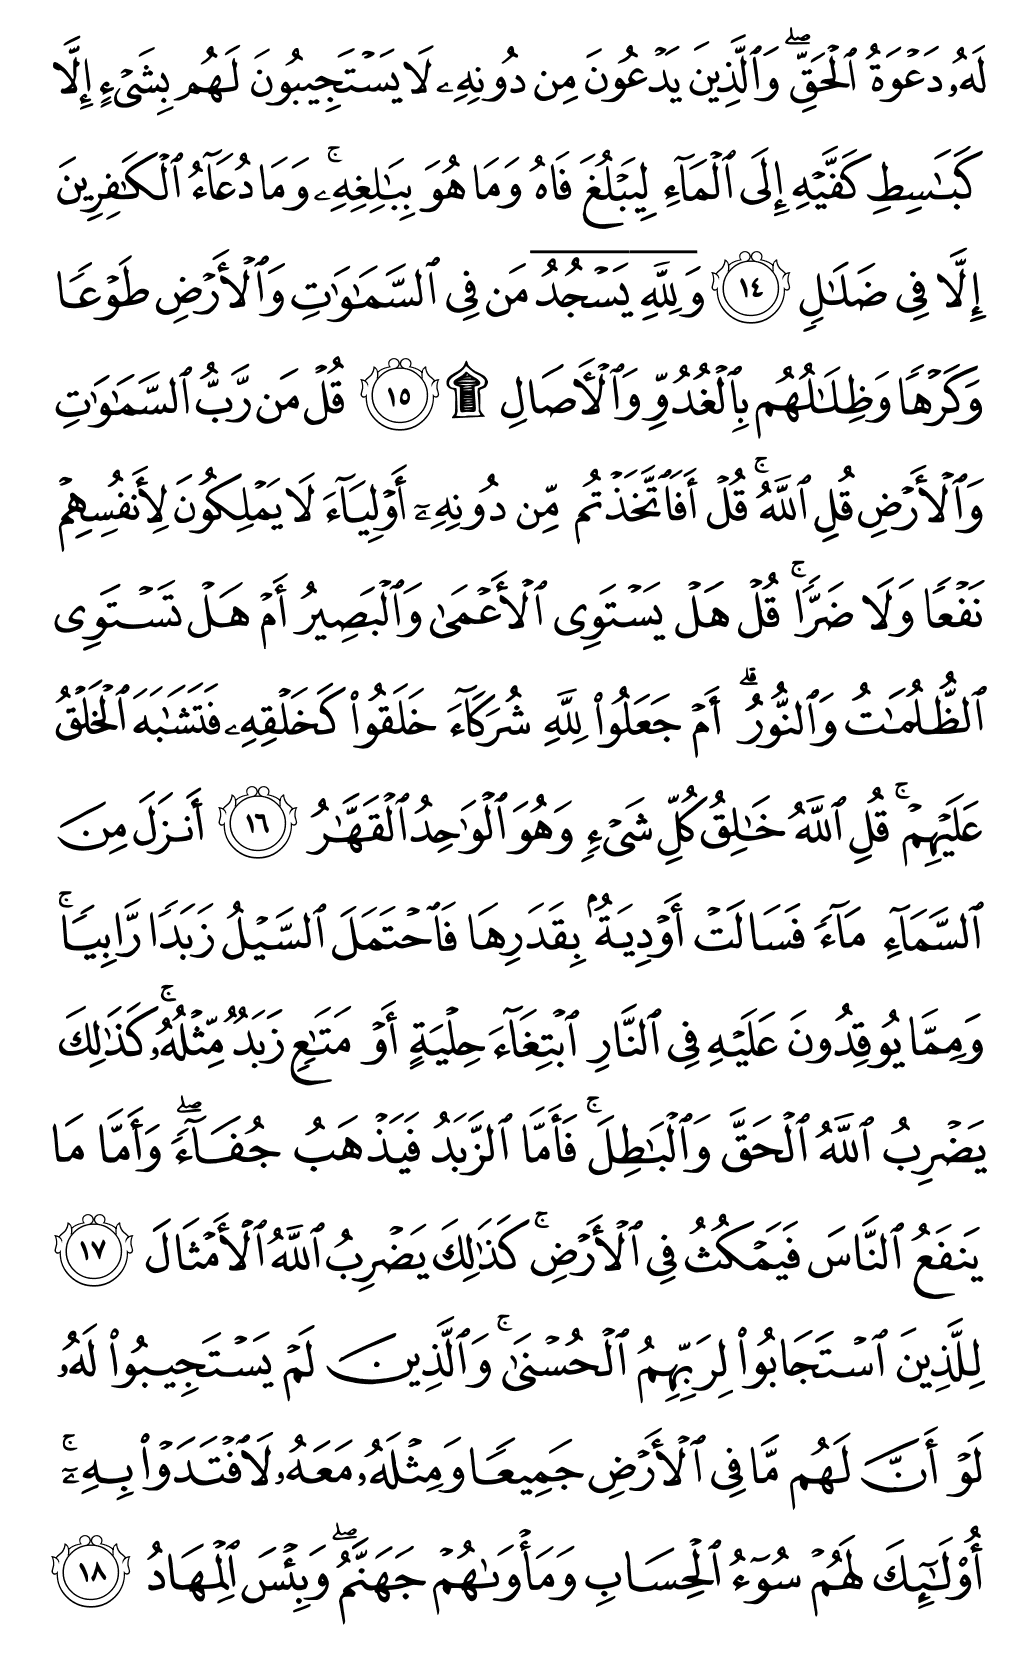 لَهُۥ دَعۡوَةُ ٱلۡحَقِّۖ وَٱلَّذِينَ يَدۡعُونَ مِن دُونِهِۦ لَا يَسۡتَجِيبُونَ لَهُم بِشَيۡءٍ إِلَّا
كَبَٰسِطِ كَفَّيۡهِ إِلَى ٱلۡمَآءِ لِيَبۡلُغَ فَاهُ وَمَا هُوَ بِبَٰلِغِهِۦۚ وَمَا دُعَآءُ ٱلۡكَٰفِرِينَ
إِلَّا فِي ضَلَٰلٖ ١٤ وَلِلَّهِۤ يَسۡجُدُۤ مَن فِي ٱلسَّمَٰوَٰتِ وَٱلۡأَرۡضِ طَوۡعٗا
وَكَرۡهٗا وَظِلَٰلُهُم بِٱلۡغُدُوِّ وَٱلۡأٓصَالِ ۩ ١٥ قُلۡ مَن رَّبُّ ٱلسَّمَٰوَٰتِ
وَٱلۡأَرۡضِ قُلِ ٱللَّهُۚ قُلۡ أَفَٱتَّخَذۡتُم مِّن دُونِهِۦٓ أَوۡلِيَآءَ لَا يَمۡلِكُونَ لِأَنفُسِهِمۡ
نَفۡعٗا وَلَا ضَرّٗاۚ قُلۡ هَلۡ يَسۡتَوِي ٱلۡأَعۡمَىٰ وَٱلۡبَصِيرُ أَمۡ هَلۡ تَسۡتَوِي
ٱلظُّلُمَٰتُ وَٱلنُّورُۗ أَمۡ جَعَلُواْ لِلَّهِ شُرَكَآءَ خَلَقُواْ كَخَلۡقِهِۦ فَتَشَٰبَهَ ٱلۡخَلۡقُ
عَلَيۡهِمۡۚ قُلِ ٱللَّهُ خَٰلِقُ كُلِّ شَيۡءٖ وَهُوَ ٱلۡوَٰحِدُ ٱلۡقَهَّٰرُ ١٦ أَنزَلَ مِنَ
ٱلسَّمَآءِ مَآءٗ فَسَالَتۡ أَوۡدِيَةُۢ بِقَدَرِهَا فَٱحۡتَمَلَ ٱلسَّيۡلُ زَبَدٗا رَّابِيٗاۚ
وَمِمَّا يُوقِدُونَ عَلَيۡهِ فِي ٱلنَّارِ ٱبۡتِغَآءَ حِلۡيَةٍ أَوۡ مَتَٰعٖ زَبَدٞ مِّثۡلُهُۥۚ كَذَٰلِكَ
يَضۡرِبُ ٱللَّهُ ٱلۡحَقَّ وَٱلۡبَٰطِلَۚ فَأَمَّا ٱلزَّبَدُ فَيَذۡهَبُ جُفَآءٗۖ وَأَمَّا مَا
يَنفَعُ ٱلنَّاسَ فَيَمۡكُثُ فِي ٱلۡأَرۡضِۚ كَذَٰلِكَ يَضۡرِبُ ٱللَّهُ ٱلۡأَمۡثَالَ ١٧
لِلَّذِينَ ٱسۡتَجَابُواْ لِرَبِّهِمُ ٱلۡحُسۡنَىٰۚ وَٱلَّذِينَ لَمۡ يَسۡتَجِيبُواْ لَهُۥ
لَوۡ أَنَّ لَهُم مَّا فِي ٱلۡأَرۡضِ جَمِيعٗا وَمِثۡلَهُۥ مَعَهُۥ لَٱفۡتَدَوۡاْ بِهِۦٓۚ
أُوْلَٰٓئِكَ لَهُمۡ سُوٓءُ ٱلۡحِسَابِ وَمَأۡوَىٰهُمۡ جَهَنَّمُۖ وَبِئۡسَ ٱلۡمِهَادُ ١٨